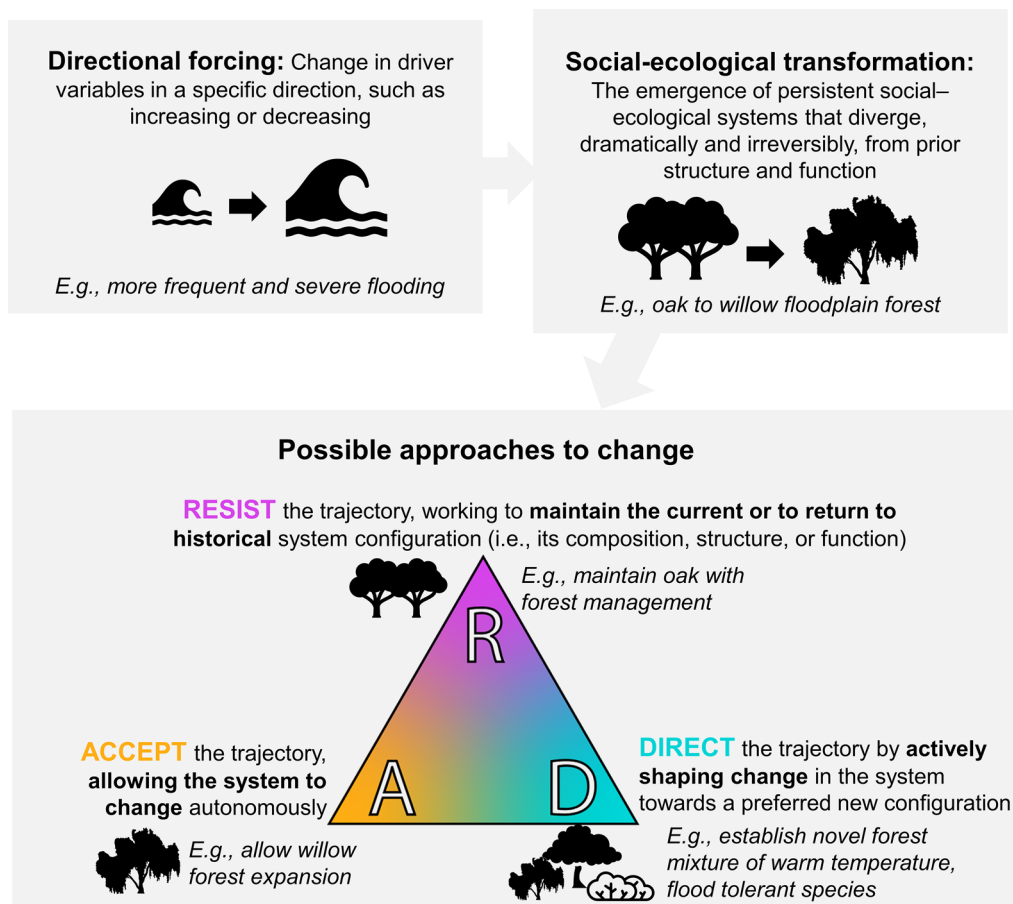 Directional forcing: Change in driver
variables in a specific direction, such as
increasing or decreasing
E.g., more frequent and severe flooding
Social-ecological transformation:
The emergence of persistent social–
ecological systems that diverge,
dramatically and irreversibly, from prior
structure and function
E.g., oak to willow floodplain forest
Possible approaches to change
RESIST the trajectory, working to maintain the current or to return to
historical system configuration (i.e., its composition, structure, or function)
E.g., maintain oak with
forest management
R
ACCEPT the trajectory,
allowing the system to
change autonomously
E.g., allow willow
forest expansion
A
D
DIRECT the trajectory by actively
shaping change in the system
towards a preferred new configuration
E.g., establish novel forest
mixture of warm temperature,
flood tolerant species